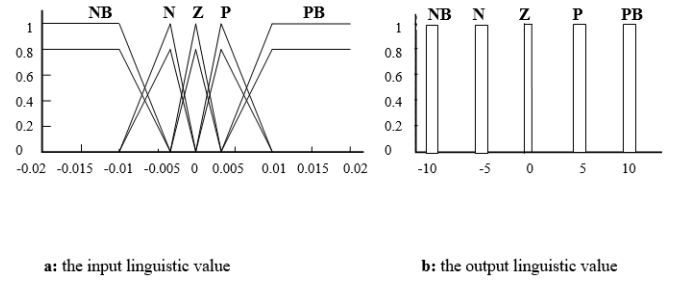 NB N Z P PB
1
0.8
0.6
0.4
0.2
0
-0.02 -0.015 -0.01 -0.005 0 0.005 0.01 0.015 0.02
a: the input linguistic value
NB N Z P PB
1
0.8
0.6
0.4
0.2
0
-10 -5 0 5 10
b: the output linguistic value